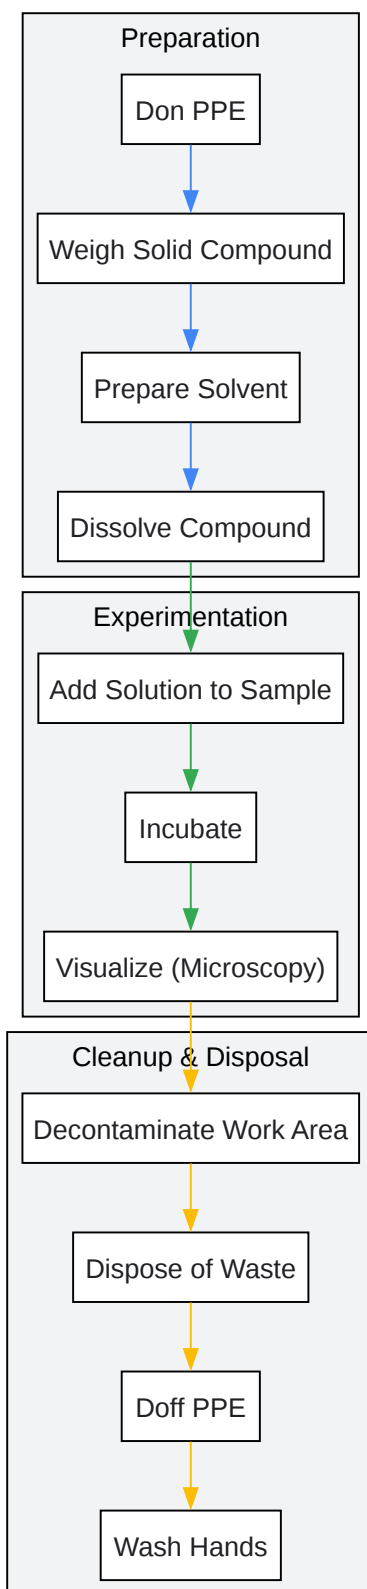 Preparation
Don PPE
Weigh Solid Compound
Prepare Solvent
Dissolve Compound
Experimentation
Add Solution to Sample
Incubate
Visualize (Microscopy)
Cleanup & Disposal
Decontaminate Work Area
Dispose of Waste
Doff PPE
Wash Hands